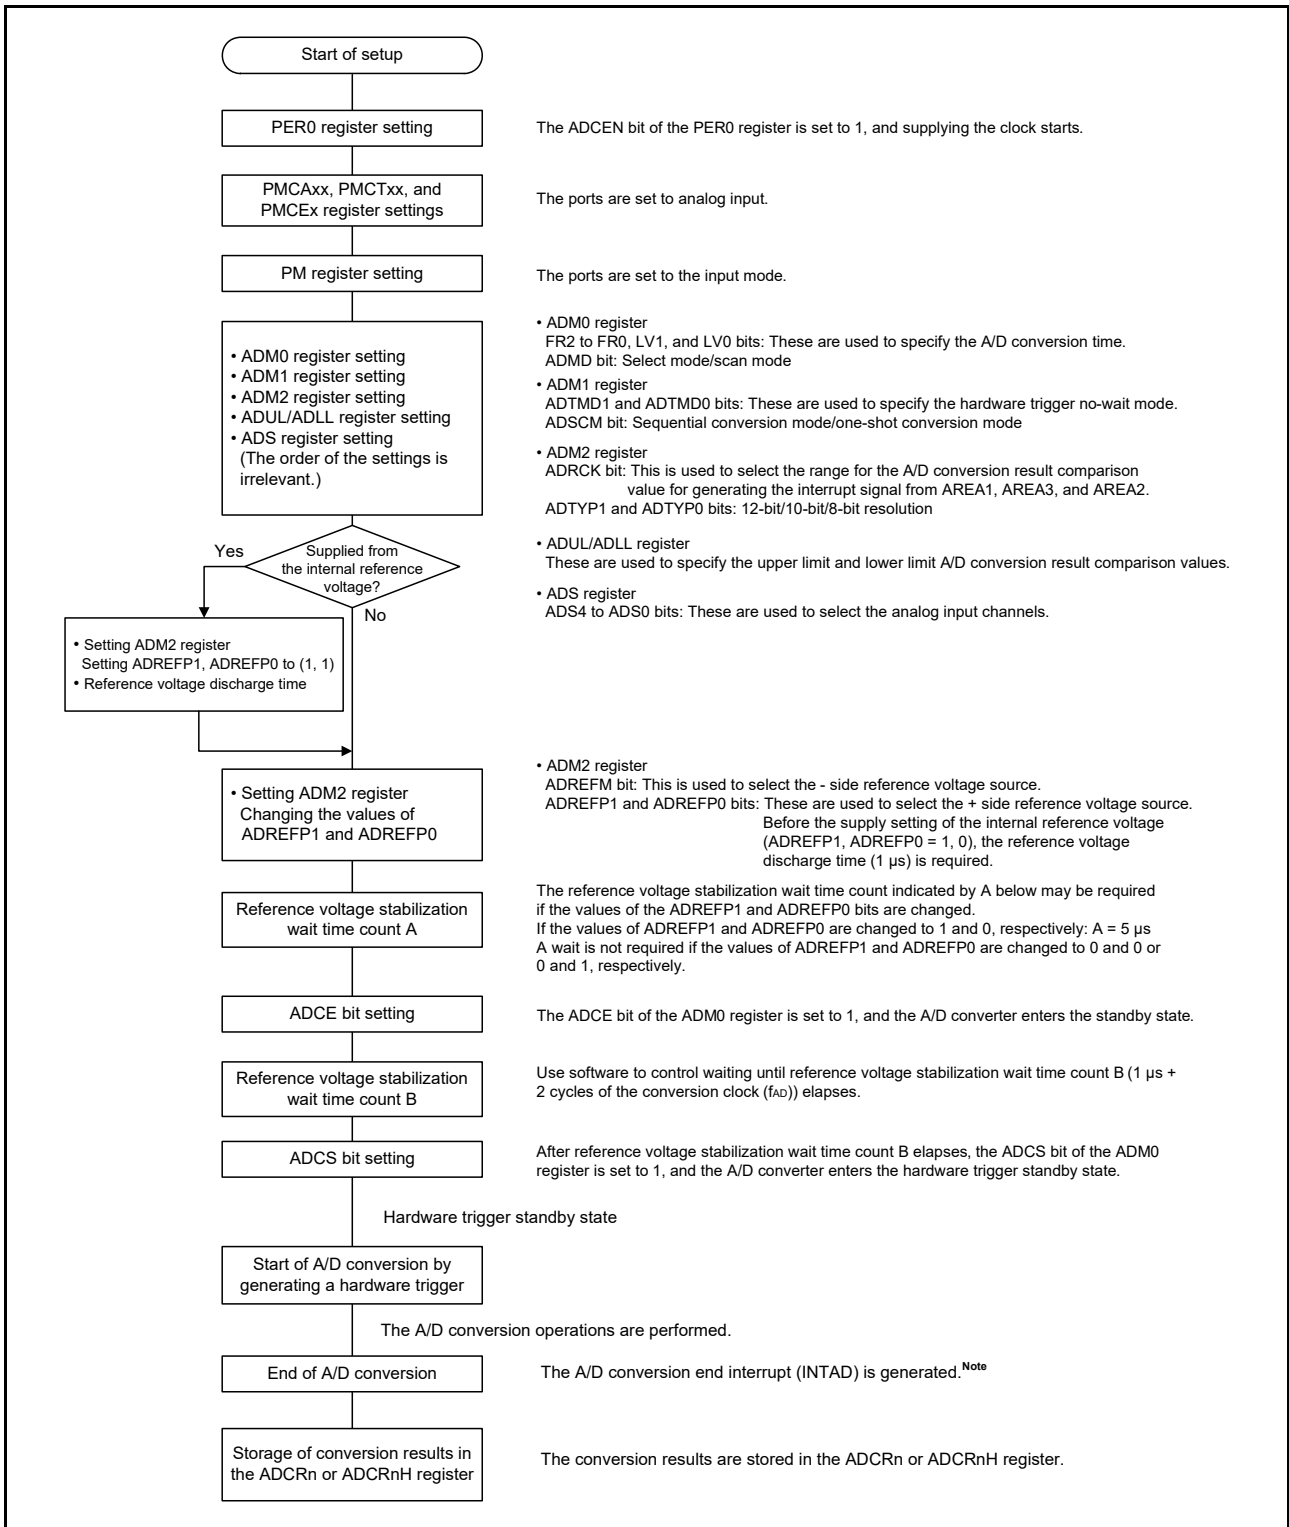 Start of setup
PER0 register setting
The ADCEN bit of the PER0 register is set to 1, and supplying the clock starts.
PMCAxx, PMCTxx, and
PMCEx register settings
The ports are set to analog input.
PM register setting
The ports are set to the input mode.
• ADM0 register setting
• ADM1 register setting
• ADM2 register setting
• ADUL/ADLL register setting
• ADS register setting
(The order of the settings is
irrelevant.)
• ADM0 register
FR2 to FR0, LV1, and LV0 bits: These are used to specify the A/D conversion time.
ADMD bit: Select mode/scan mode
• ADM1 register
ADTMD1 and ADTMD0 bits: These are used to specify the hardware trigger no-wait mode.
ADSCM bit: Sequential conversion mode/one-shot conversion mode
• ADM2 register
ADRCK bit: This is used to select the range for the A/D conversion result comparison
value for generating the interrupt signal from AREA1, AREA3, and AREA2.
ADTYP1 and ADTYP0 bits: 12-bit/10-bit/8-bit resolution
• ADUL/ADLL register
These are used to specify the upper limit and lower limit A/D conversion result comparison values.
• ADS register
ADS4 to ADS0 bits: These are used to select the analog input channels.
Yes
Supplied from
the internal reference
voltage?
No
• Setting ADM2 register
Setting ADREFP1, ADREFP0 to (1, 1)
• Reference voltage discharge time
• Setting ADM2 register
Changing the values of
ADREFP1 and ADREFP0
• ADM2 register
ADREFM bit: This is used to select the - side reference voltage source.
ADREFP1 and ADREFP0 bits: These are used to select the + side reference voltage source.
Before the supply setting of the internal reference voltage
(ADREFP1, ADREFP0 = 1, 0), the reference voltage
discharge time (1 µs) is required.
Reference voltage stabilization
wait time count A
The reference voltage stabilization wait time count indicated by A below may be required
if the values of the ADREFP1 and ADREFP0 bits are changed.
If the values of ADREFP1 and ADREFP0 are changed to 1 and 0, respectively: A = 5 µs
A wait is not required if the values of ADREFP1 and ADREFP0 are changed to 0 and 0 or
0 and 1, respectively.
ADCE bit setting
The ADCE bit of the ADM0 register is set to 1, and the A/D converter enters the standby state.
Reference voltage stabilization
wait time count B
Use software to control waiting until reference voltage stabilization wait time count B (1 µs +
2 cycles of the conversion clock (fAD)) elapses.
ADCS bit setting
After reference voltage stabilization wait time count B elapses, the ADCS bit of the ADM0
register is set to 1, and the A/D converter enters the hardware trigger standby state.
Hardware trigger standby state
Start of A/D conversion by
generating a hardware trigger
The A/D conversion operations are performed.
End of A/D conversion
The A/D conversion end interrupt (INTAD) is generated.Note
Storage of conversion results in
the ADCRn or ADCRnH register
The conversion results are stored in the ADCRn or ADCRnH register.